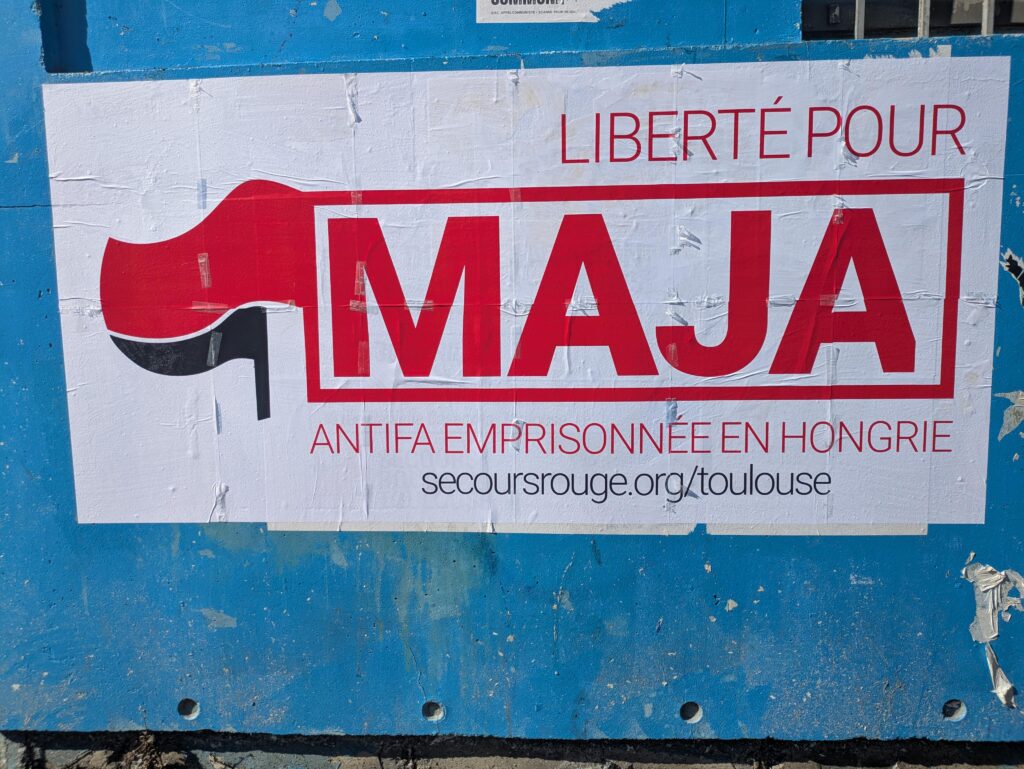 LIBERTÉ POUR
MAJA
ANTIFA EMPRISONNÉE EN HONGRIE
secoursrouge.org/toulouse